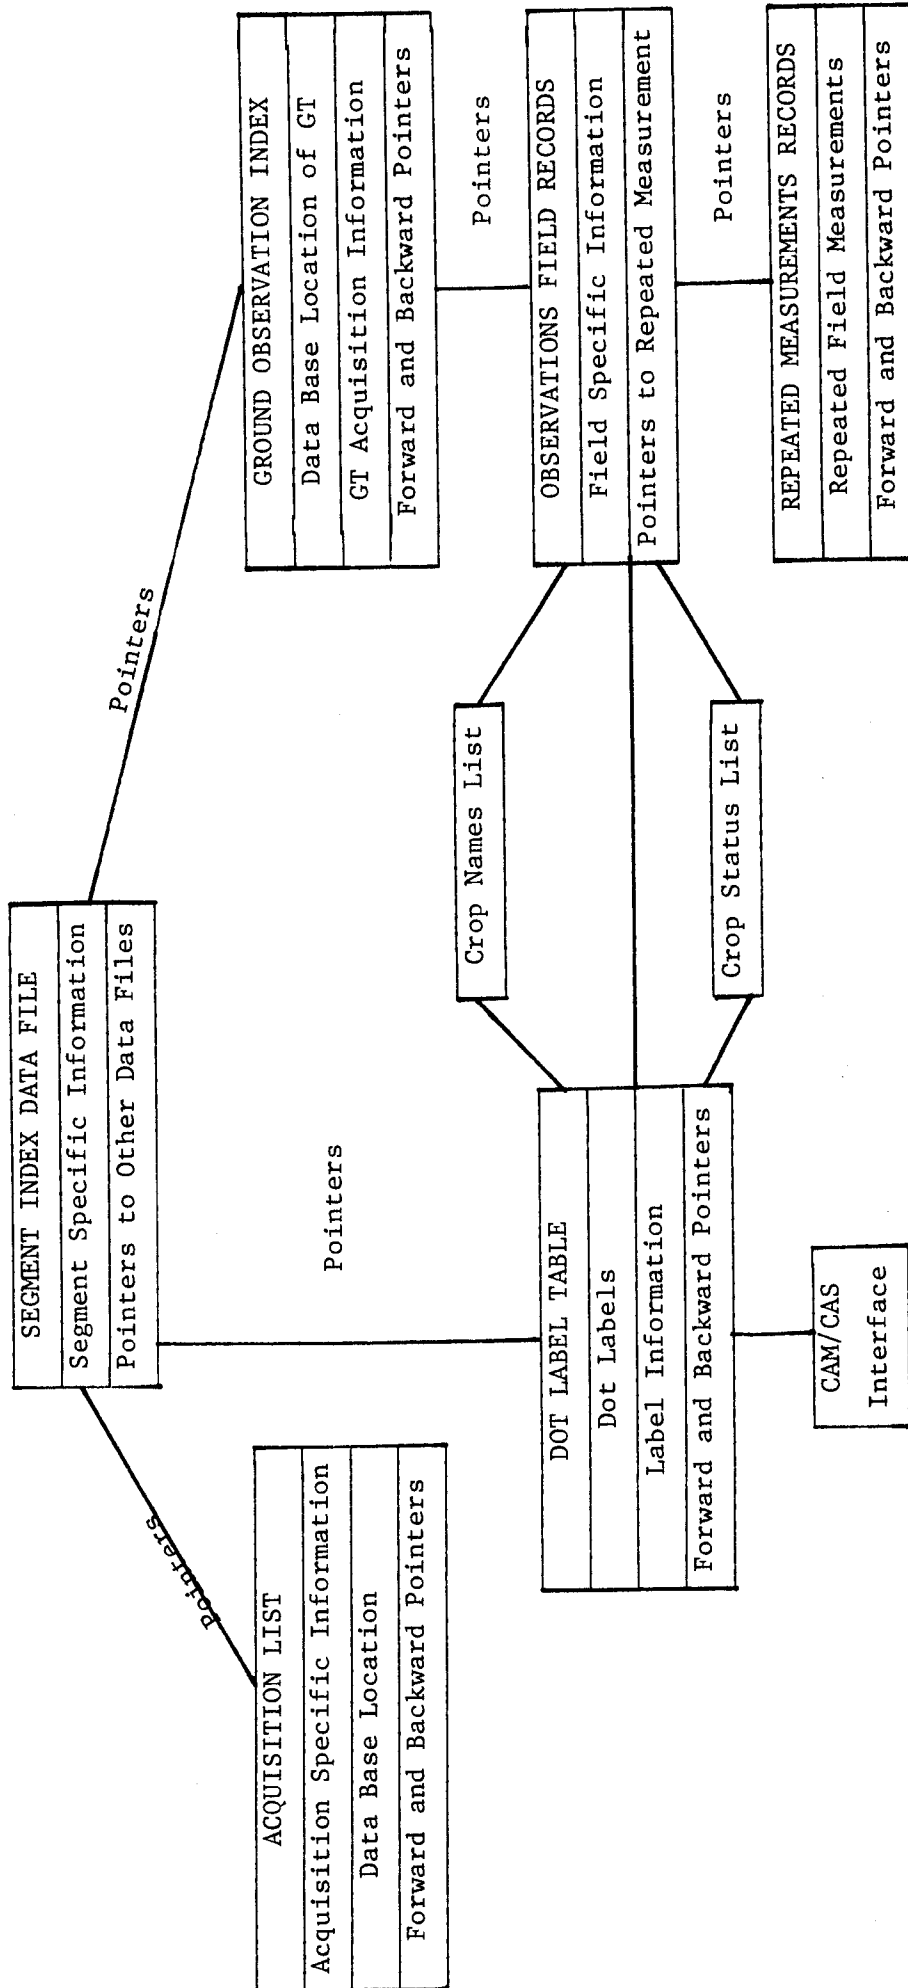 SEGMENT INDEX DATA FILE
Segment Specific Information
Pointers to Other Data Files
Pointers
Pointers
Pointers
ACQUISITION LIST
Acquisition Specific Information
Data Base Location
Forward and Backward Pointers
GROUND OBSERVATION INDEX
Data Base Location of GT
GT Acquisition Information
Forward and Backward Pointers
Pointers
DOT LABEL TABLE
Dot Labels
Label Information
Forward and Backward Pointers
Crop Names List
Crop Status List
OBSERVATIONS FIELD RECORDS
Field Specific Information
Pointers to Repeated Measurement
Pointers
CAM/CAS
Interface
REPEATED MEASUREMENTS RECORDS
Repeated Field Measurements
Forward and Backward Pointers